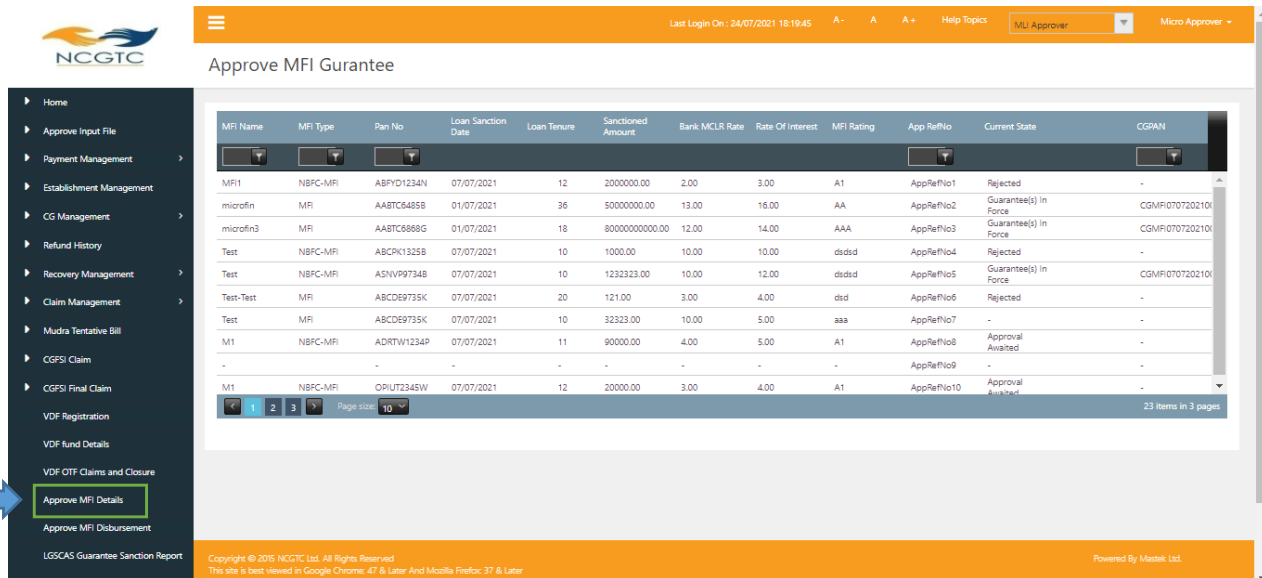 NCGTC
Last Login On : 24/07/2021 18:19:45 A- A A+ Help Topics MLI Approver Micro Approver
Approve MFI Gurantee
Home
Approve Input File
Payment Management
Establishment Management
CG Management
Refund History
Recovery Management
Claim Management
Mudra Tentative Bill
CGFSI Claim
CGFSI Final Claim
VDF Registration
VDF fund Details
VDF OTF Claims and Closure
Approve MFI Details
Approve MFI Disbursement
LGSCAS Guarantee Sanction Report
MFI Name MFI Type Pan No Loan Sanction Date Loan Tenure Sanctioned Amount Bank MCLR Rate Rate Of Interest MFI Rating App RefNo Current State CGPAN
MFI1 NBFC-MFI ABFYD1234N 07/07/2021 12 2000000.00 2.00 3.00 A1 AppRefNo1 Rejected -
microfin MFI AABTC6485B 01/07/2021 36 50000000.00 13.00 16.00 AA AppRefNo2 Guarantee(s) In Force CGMFI070720210(
microfin3 MFI AABTC6868G 01/07/2021 18 80000000000.00 12.00 14.00 AAA AppRefNo3 Guarantee(s) In Force CGMFI070720210(
Test NBFC-MFI ABCPK1325B 07/07/2021 10 1000.00 10.00 10.00 dsdsd AppRefNo4 Rejected -
Test NBFC-MFI ASNVP9734B 07/07/2021 10 1232323.00 10.00 12.00 dsdsd AppRefNo5 Guarantee(s) In Force CGMFI070720210(
Test-Test MFI ABCDE9735K 07/07/2021 20 121.00 3.00 4.00 dsd AppRefNo6 Rejected -
Test MFI ABCDE9735K 07/07/2021 10 32323.00 10.00 5.00 aaa AppRefNo7 - -
M1 NBFC-MFI ADRTW1234P 07/07/2021 11 90000.00 4.00 5.00 A1 AppRefNo8 Approval Awaited -
- - - - - - - - AppRefNo9 - -
M1 NBFC-MFI OPIUT2345W 07/07/2021 12 20000.00 3.00 4.00 A1 AppRefNo10 Approval Awaited -
1 2 3 Page size: 10 23 items in 3 pages
Copyright © 2015 NCGTC Ltd. All Rights Reserved Powered By Mastek Ltd.
This site is best viewed in Google Chrome: 47 & Later And Mozilla Firefox: 37 & Later